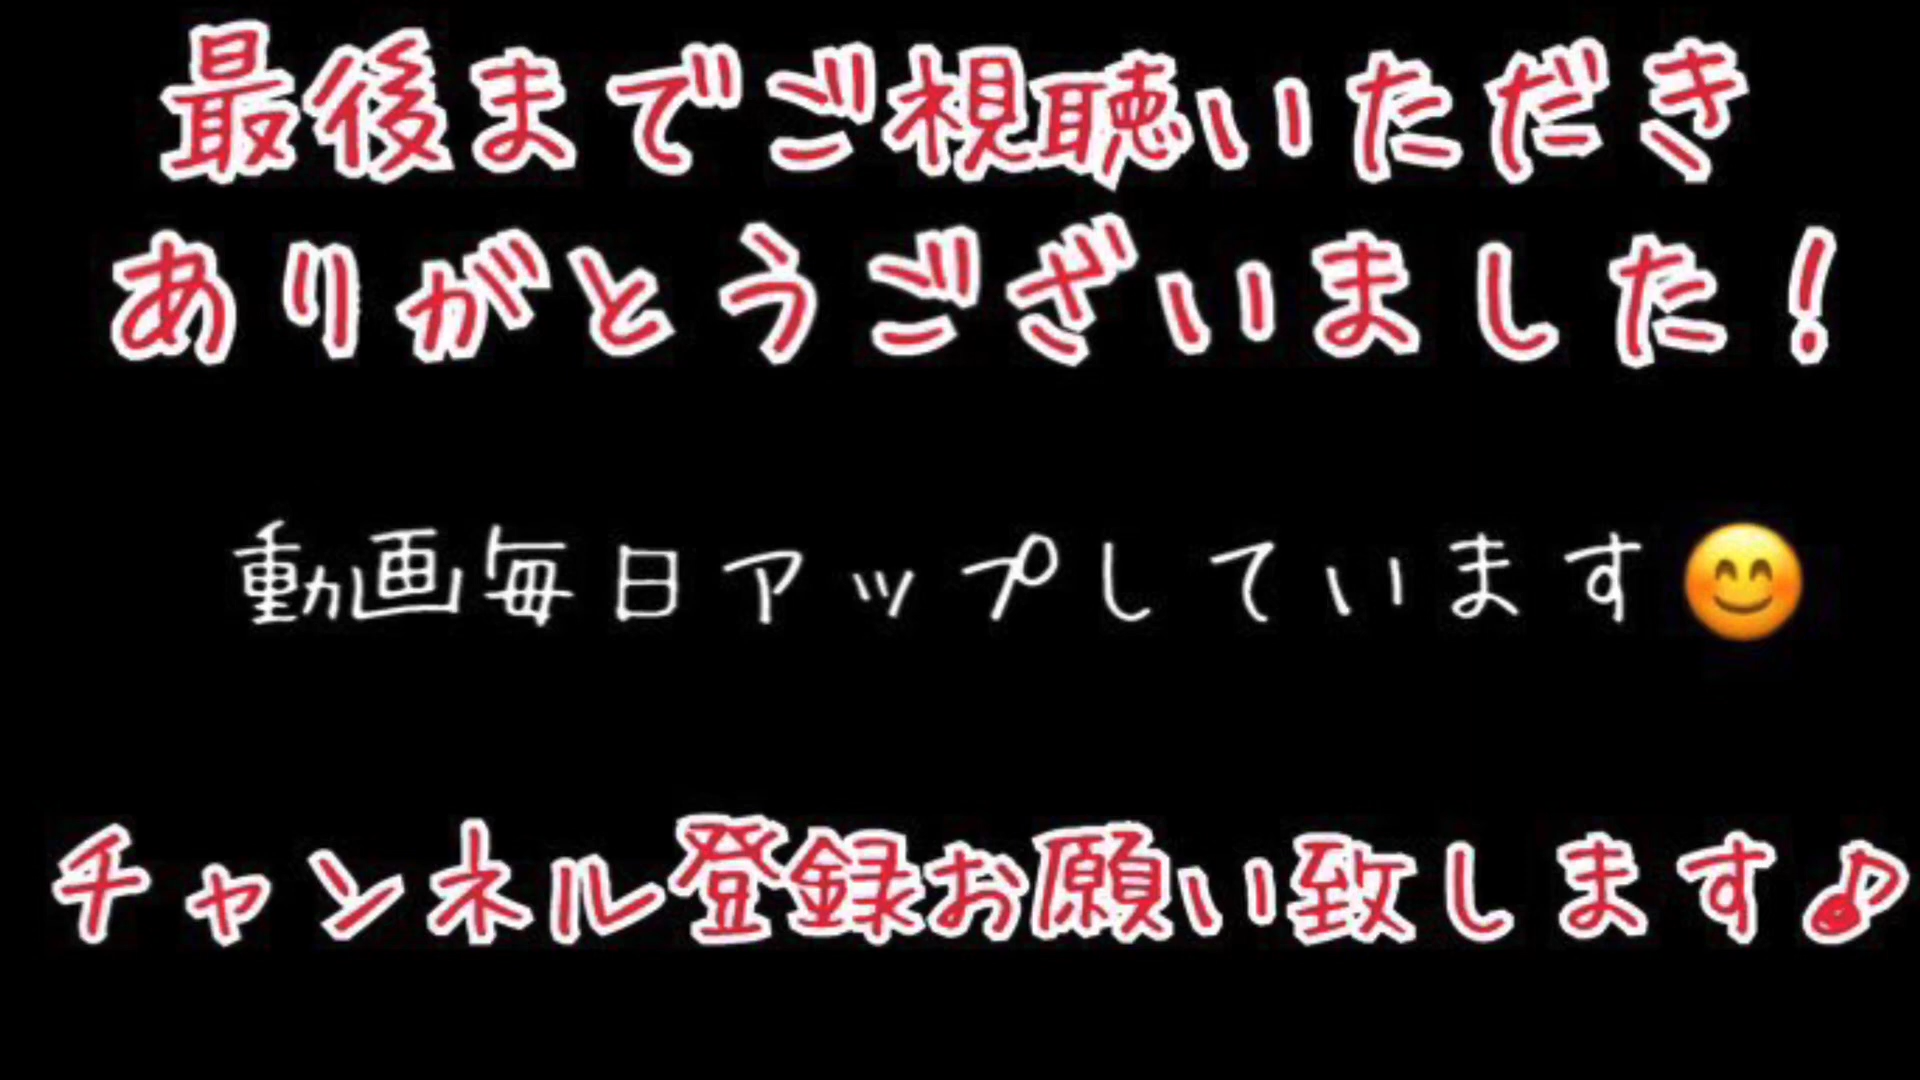 最後までご視聴いただき
ありがとうございました！
動画毎日アップしています😊
チャンネル登録お願い致します♪